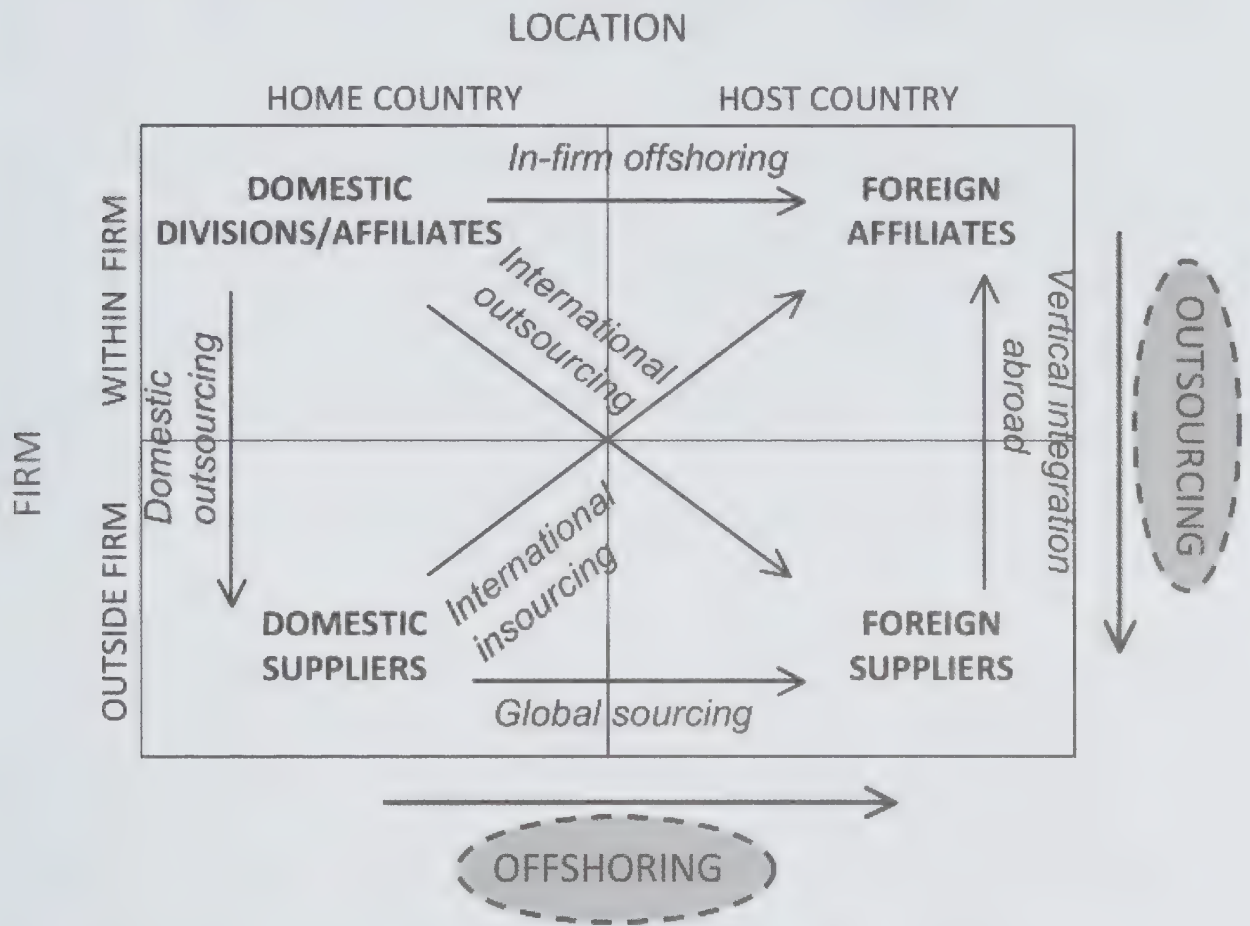 LOCATION
HOME COUNTRY
HOST COUNTRY
In-firm offshoring
DOMESTIC
DIVISIONS/AFFILIATES
FOREIGN
AFFILIATES
International
outsourcing
WITHIN FIRM
Domestic
outsourcing
Vertical integration
abroad
OUTSOURCING
FIRM
OUTSIDE FIRM
International
insourcing
DOMESTIC
SUPPLIERS
FOREIGN
SUPPLIERS
Global sourcing
OFFSHORING